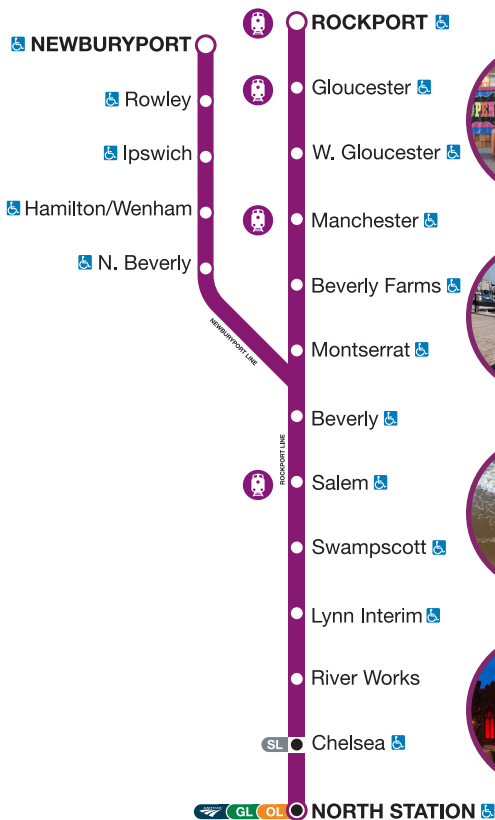 NEWBURYPORT
Rowley
Ipswich
Hamilton/Wenham
N. Beverly
NEWBURYPORT LINE
ROCKPORT
Gloucester
W. Gloucester
Manchester
Beverly Farms
Montserrat
Beverly
ROCKPORT LINE
Salem
Swampscott
Lynn Interim
River Works
SL Chelsea
AMTRAK GL OL NORTH STATION